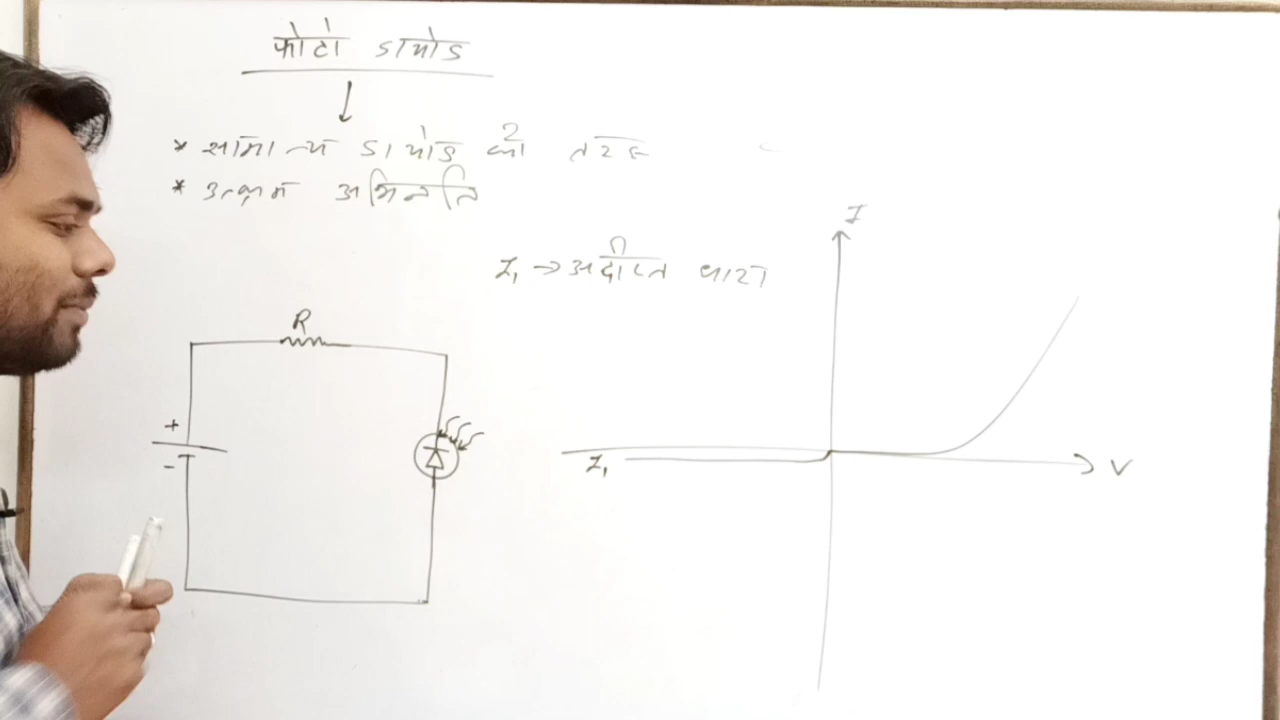 फोटो डायोड
* सामान्य डायोड की तरह
* उत्क्रम अभिनति
I
I₁ → अदीप्त धारा
R
+
-
I₁
V